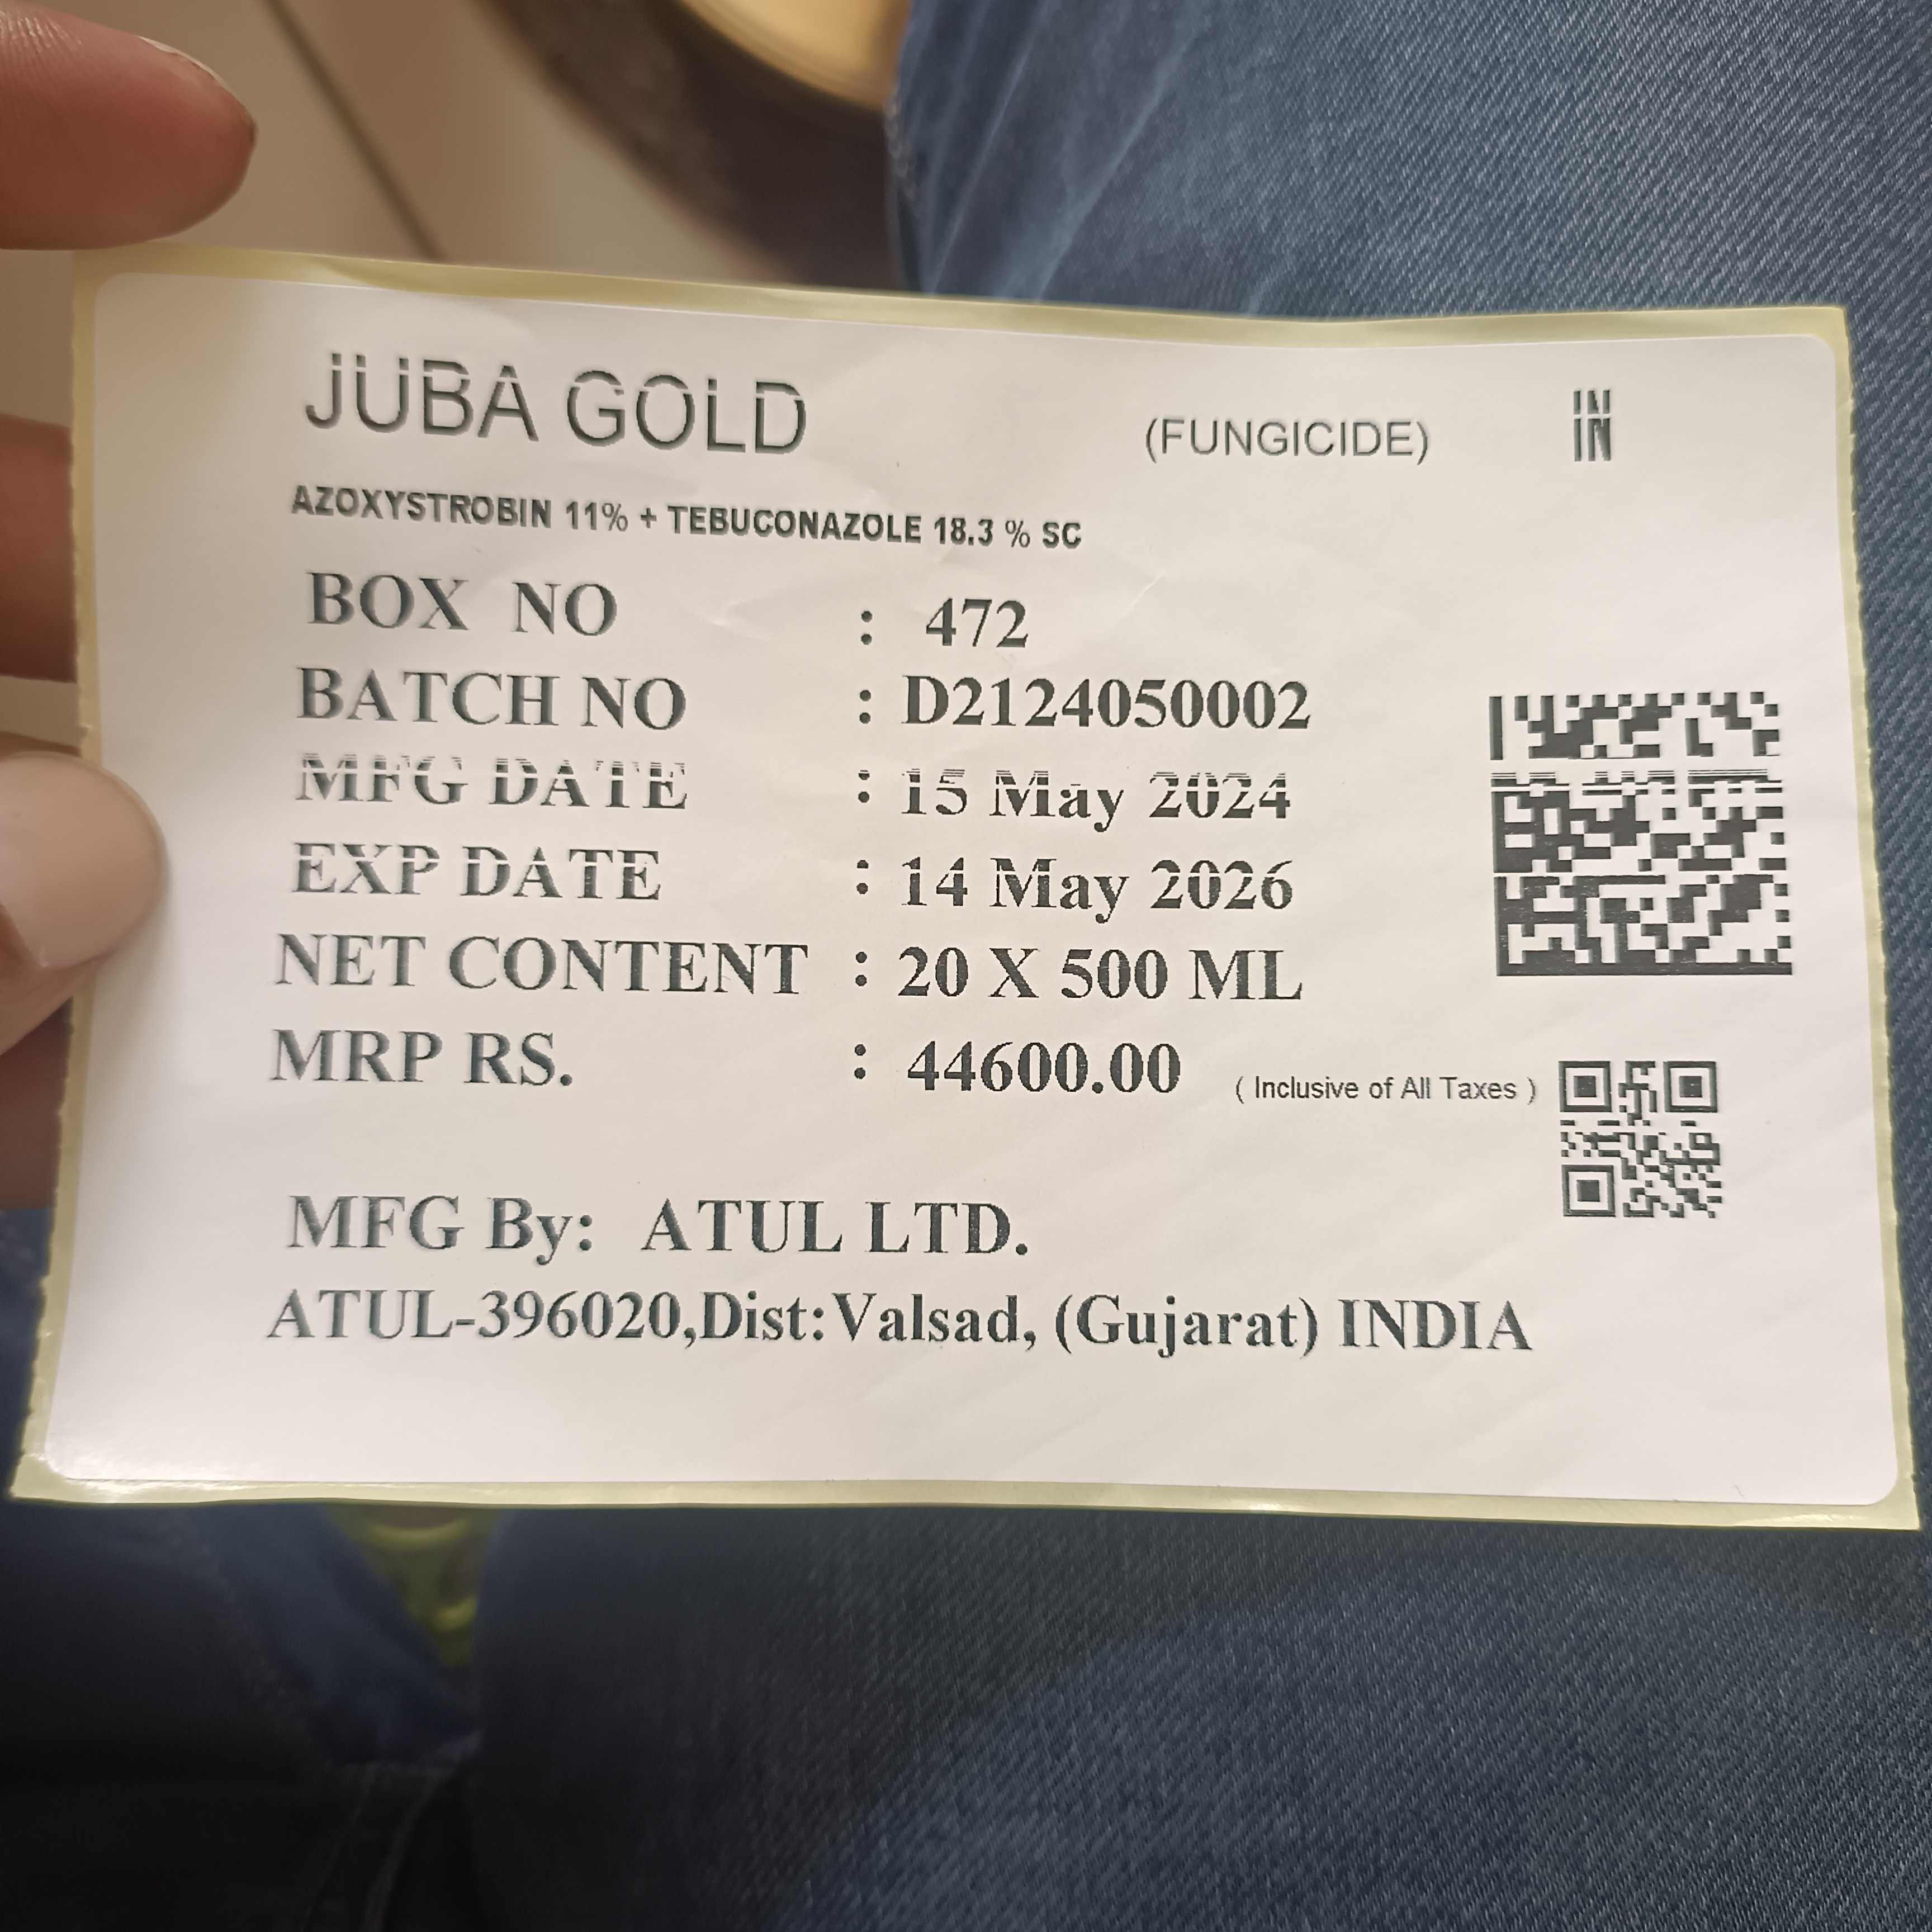 JUBA GOLD (FUNGICIDE) IN
AZOXYSTROBIN 11% + TEBUCONAZOLE 18.3 % SC
BOX NO : 472
BATCH NO : D2124050002
MFG DATE : 15 May 2024
EXP DATE : 14 May 2026
NET CONTENT : 20 X 500 ML
MRP RS. : 44600.00 ( Inclusive of All Taxes )
MFG By: ATUL LTD.
ATUL-396020,Dist:Valsad, (Gujarat) INDIA